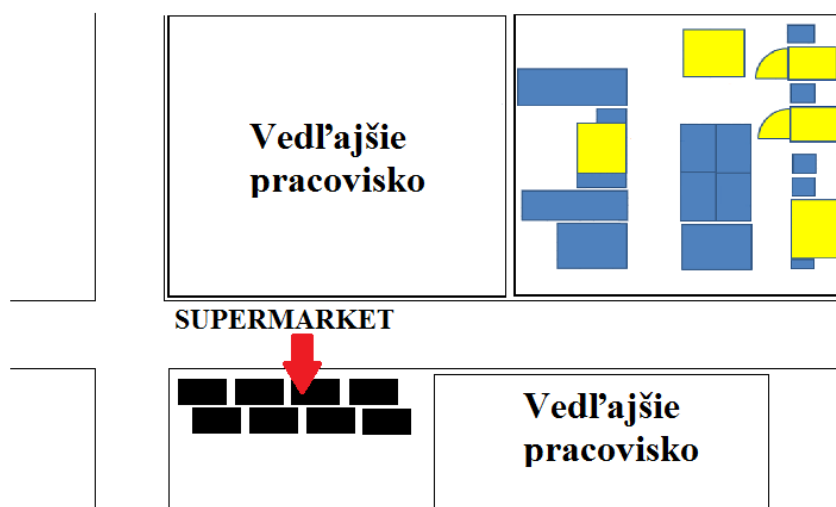 Vedľajšie
pracovisko
SUPERMARKET
Vedľajšie
pracovisko